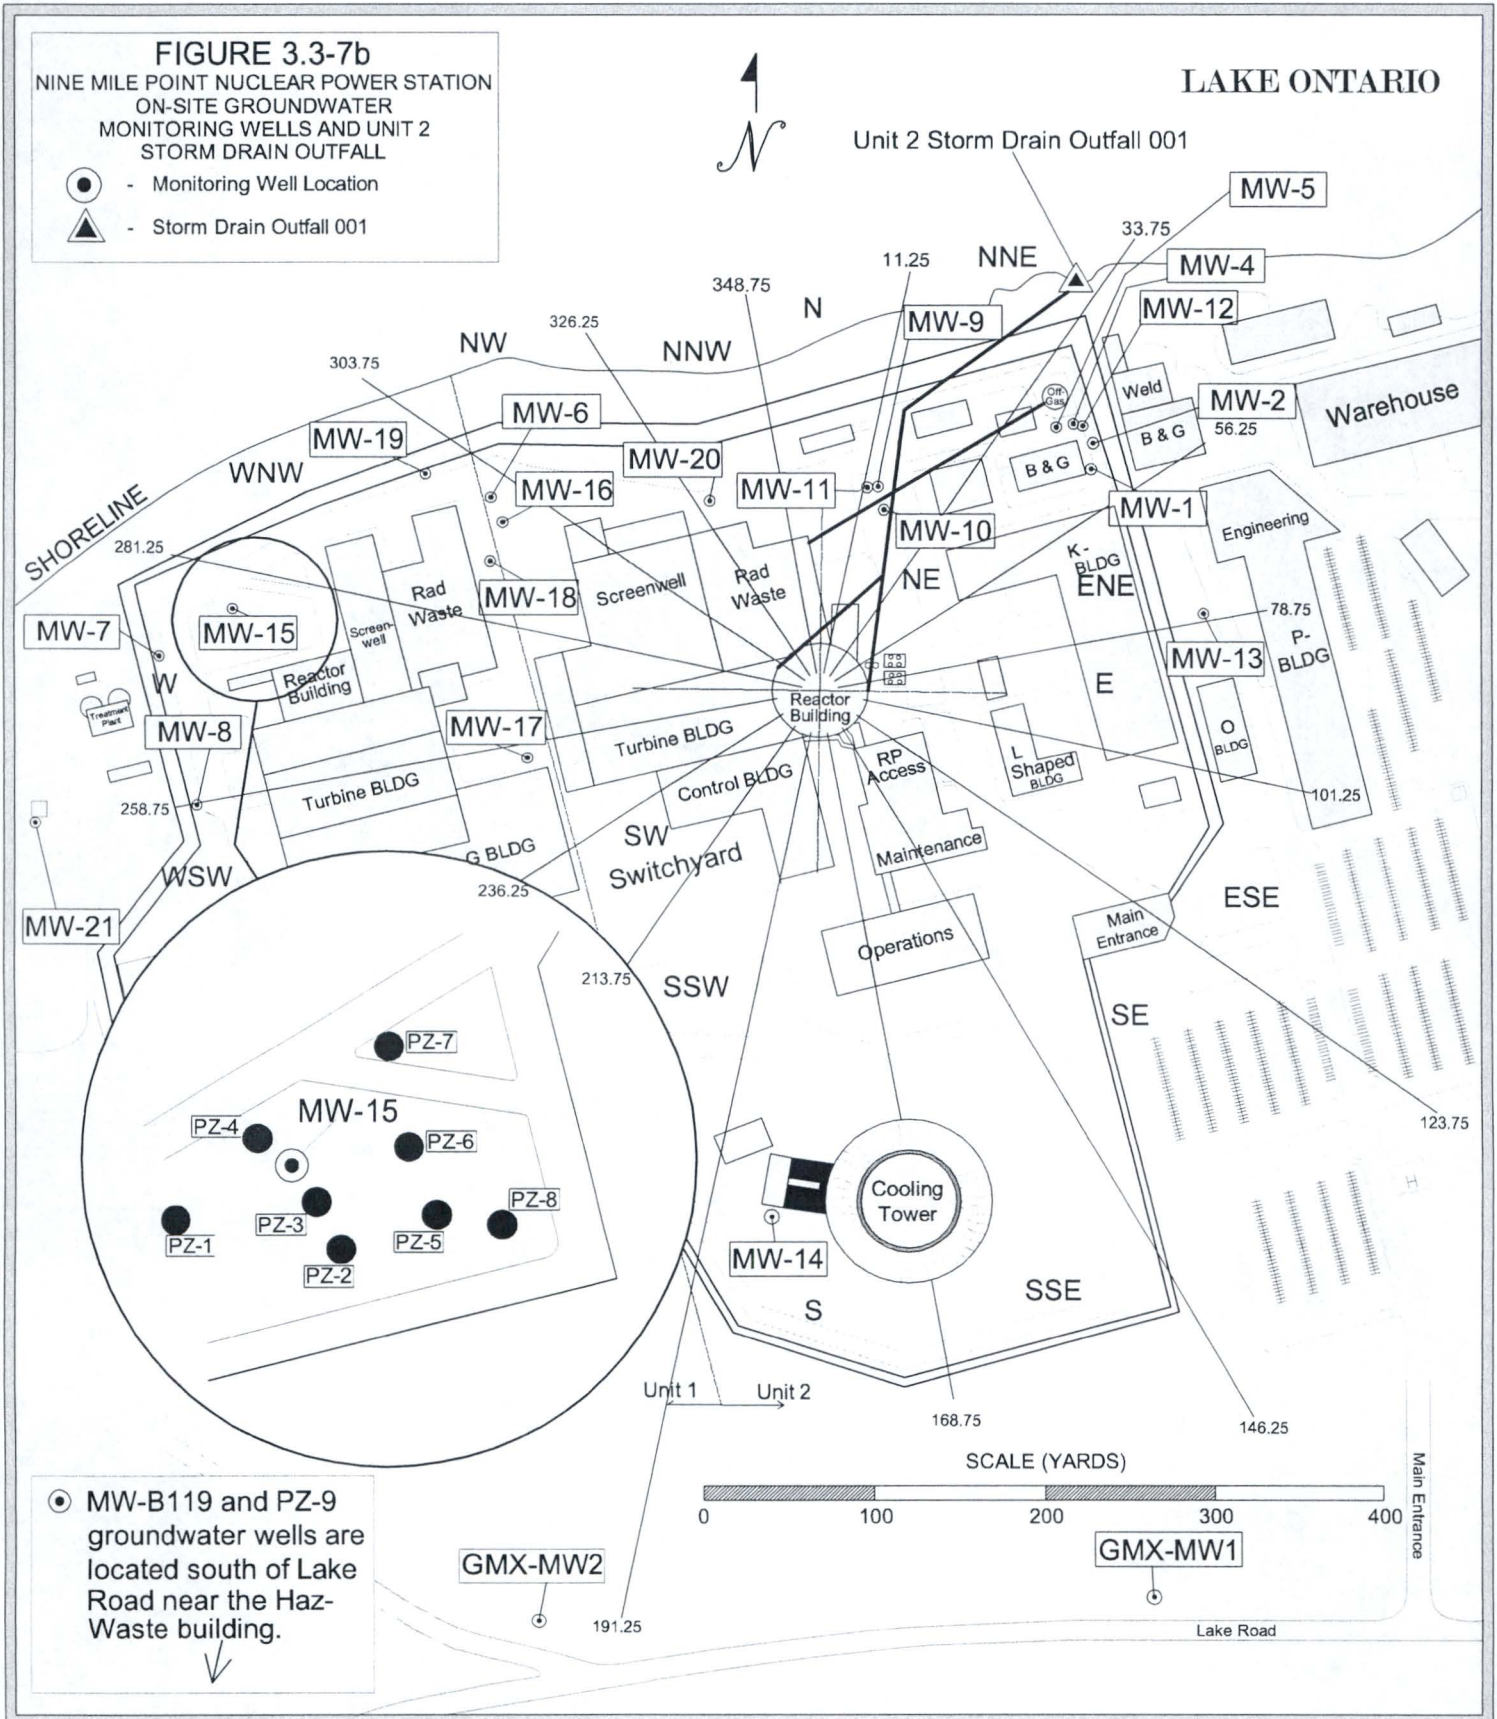 FIGURE 3.3-7b
NINE MILE POINT NUCLEAR POWER STATION
ON-SITE GROUNDWATER
MONITORING WELLS AND UNIT 2
STORM DRAIN OUTFALL
- Monitoring Well Location
- Storm Drain Outfall 001
N
LAKE ONTARIO
Unit 2 Storm Drain Outfall 001
MW-5
33.75
NNE
11.25
MW-4
348.75
N
MW-12
MW-9
326.25
NW
NNW
303.75
Off-
Gas
Weld
MW-2
56.25
Warehouse
MW-6
MW-19
B & G
WNW
MW-20
B & G
MW-16
MW-11
MW-1
SHORELINE
MW-10
Engineering
281.25
K-
BLDG
Rad
Waste
Screenwell
Rad
Waste
NE
ENE
MW-18
78.75
MW-7
MW-15
Screen-
well
P-
BLDG
MW-13
W
Reactor
Building
E
Treatment
Plant
Reactor
Building
MW-8
MW-17
Turbine BLDG
O
BLDG
L
Shaped
BLDG
RP
Access
Turbine BLDG
Control BLDG
258.75
101.25
SW
Switchyard
Maintenance
G BLDG
WSW
236.25
ESE
MW-21
Main
Entrance
Operations
213.75
SSW
SE
PZ-7
MW-15
PZ-4
PZ-6
123.75
PZ-8
PZ-3
PZ-5
PZ-1
PZ-2
Cooling
Tower
MW-14
SSE
S
Unit 1
Unit 2
168.75
146.25
SCALE (YARDS)
0 100 200 300 400
Main Entrance
MW-B119 and PZ-9
groundwater wells are
located south of Lake
Road near the Haz-
Waste building.
GMX-MW2
GMX-MW1
191.25
Lake Road